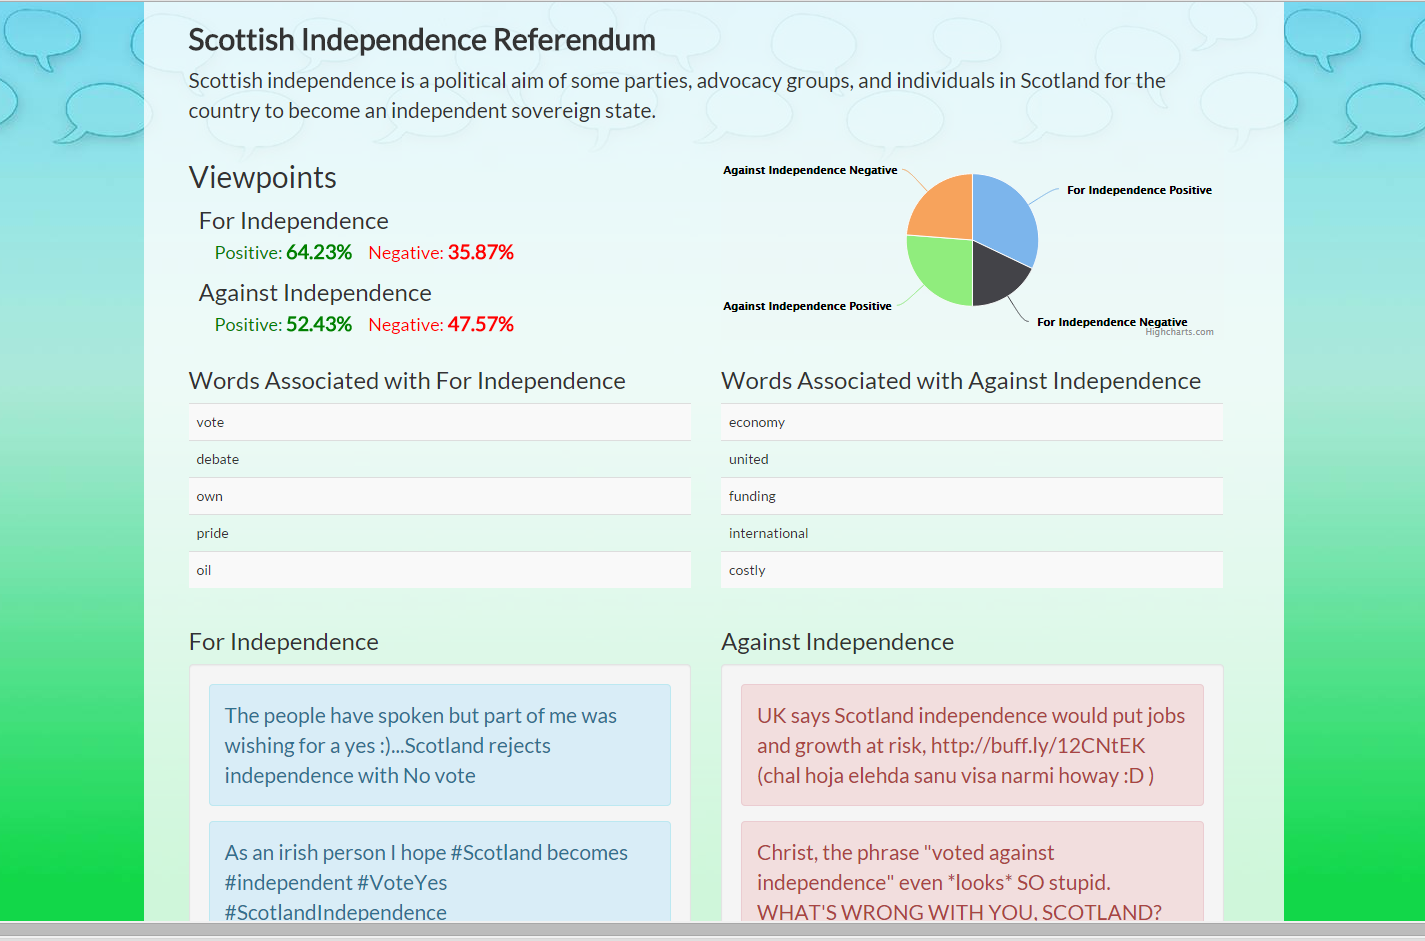 Scottish Independence Referendum
Scottish independence is a political aim of some parties, advocacy groups, and individuals in Scotland for the
country to become an independent sovereign state.
Viewpoints
For Independence
Positive: 64.23% Negative: 35.87%
Against Independence
Positive: 52.43% Negative: 47.57%
Against Independence Negative
For Independence Positive
Against Independence Positive
For Independence Negative
Highcharts.com
Words Associated with For Independence
vote
debate
own
pride
oil
Words Associated with Against Independence
economy
united
funding
international
costly
For Independence
The people have spoken but part of me was
wishing for a yes :)...Scotland rejects
independence with No vote
As an irish person I hope #Scotland becomes
#independent #VoteYes
#ScotlandIndependence
Against Independence
UK says Scotland independence would put jobs
and growth at risk, http://buff.ly/12CNtEK
(chal hoja elehda sanu visa narmi howay :D )
Christ, the phrase "voted against
independence" even *looks* SO stupid.
WHAT'S WRONG WITH YOU, SCOTLAND?